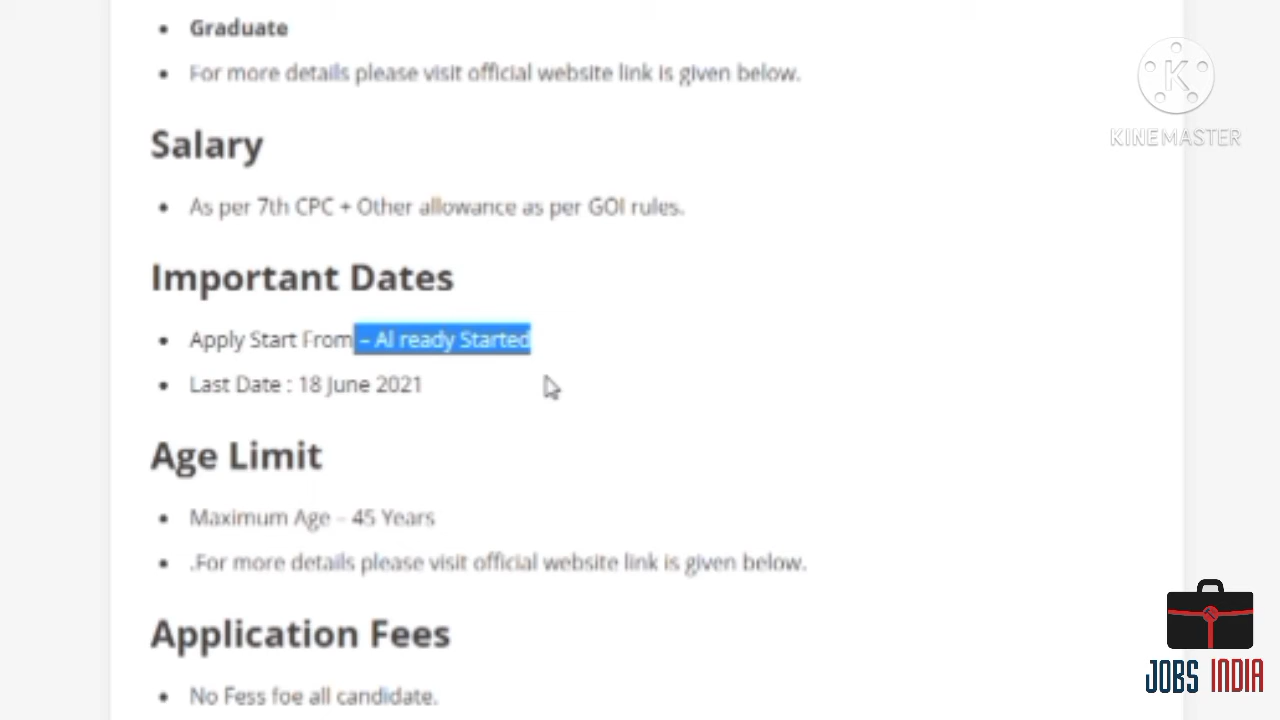 Graduate
For more details please visit official website link is given below.
K
KINEMASTER
Salary
As per 7th CPC + Other allowance as per GOI rules.
Important Dates
Apply Start From – Al ready Started
Last Date : 18 June 2021
Age Limit
Maximum Age – 45 Years
.For more details please visit official website link is given below.
Application Fees
No Fess foe all candidate.
JOBS INDIA